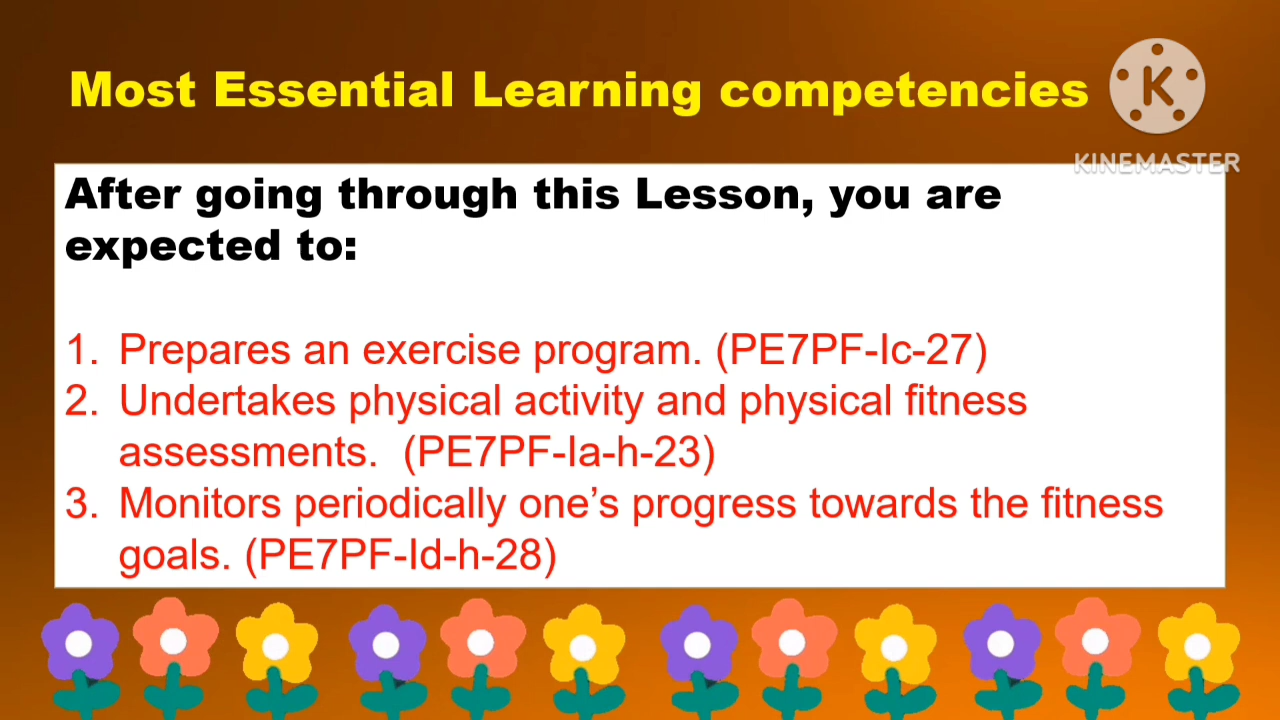 Most Essential Learning competencies
K
KINEMASTER
After going through this Lesson, you are
expected to:
1. Prepares an exercise program. (PE7PF-Ic-27)
2. Undertakes physical activity and physical fitness
assessments. (PE7PF-Ia-h-23)
3. Monitors periodically one’s progress towards the fitness
goals. (PE7PF-Id-h-28)